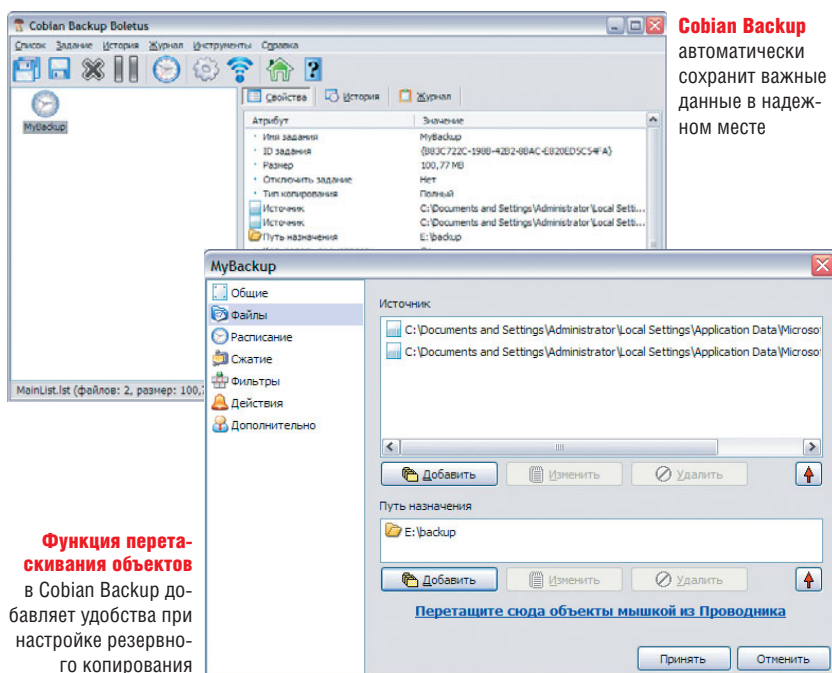 Cobian Backup Boletus
Список Задание История Журнал Инструменты Справка
MyBackup
Свойства История Журнал
Атрибут Значение
Имя задания MyBackup
ID задания
Размер 100,77 MB
Отключить задание Нет
Тип копирования Полный
Источник C:\Documents and Settings\Administrator\Local Setti...
Источник C:\Documents and Settings\Administrator\Local Setti...
Путь назначения E:\backup
MainList.lst (файлов: 2, размер: 100,
Cobian Backup
автоматически
сохранит важные
данные в надеж-
ном месте
MyBackup
Общие
Файлы
Расписание
Сжатие
Фильтры
Действия
Дополнительно
Источник
C:\Documents and Settings\Administrator\Local Settings\Application Data\Microso
C:\Documents and Settings\Administrator\Local Settings\Application Data\Microso
Добавить Изменить Удалить
Путь назначения
E:\backup
Добавить Изменить Удалить
Перетащите сюда объекты мышкой из Проводника
Принять Отменить
Функция перета-
скивания объектов
в Cobian Backup до-
бавляет удобства при
настройке резервно-
го копирования